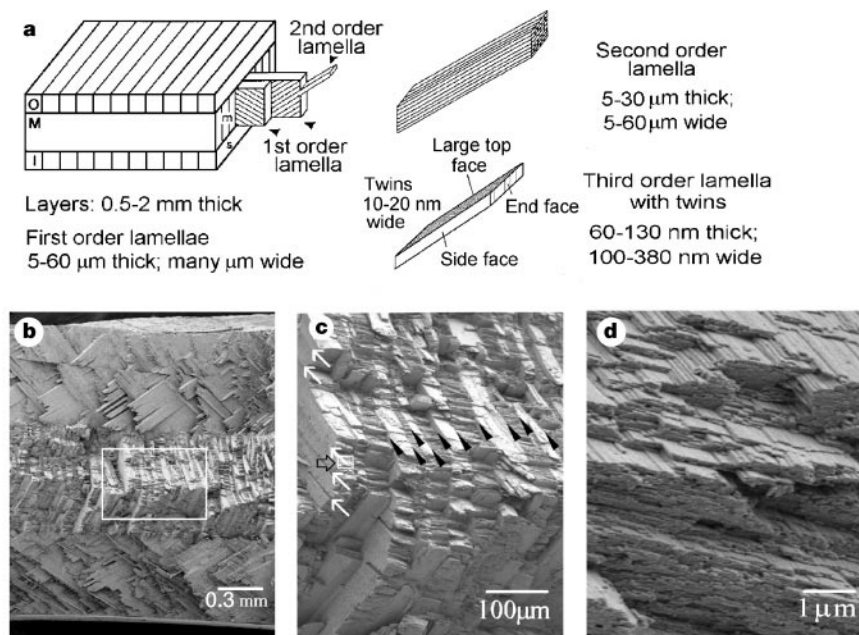 a
2nd order
lamella
O
M
I
m
s
1st order
lamella
Layers: 0.5-2 mm thick
First order lamellae
5-60 μm thick; many μm wide
Second order
lamella
5-30 μm thick;
5-60 μm wide
Large top
face
Twins
10-20 nm
wide
End face
Side face
Third order lamella
with twins
60-130 nm thick;
100-380 nm wide
b
0.3 mm
c
100μm
d
1μm